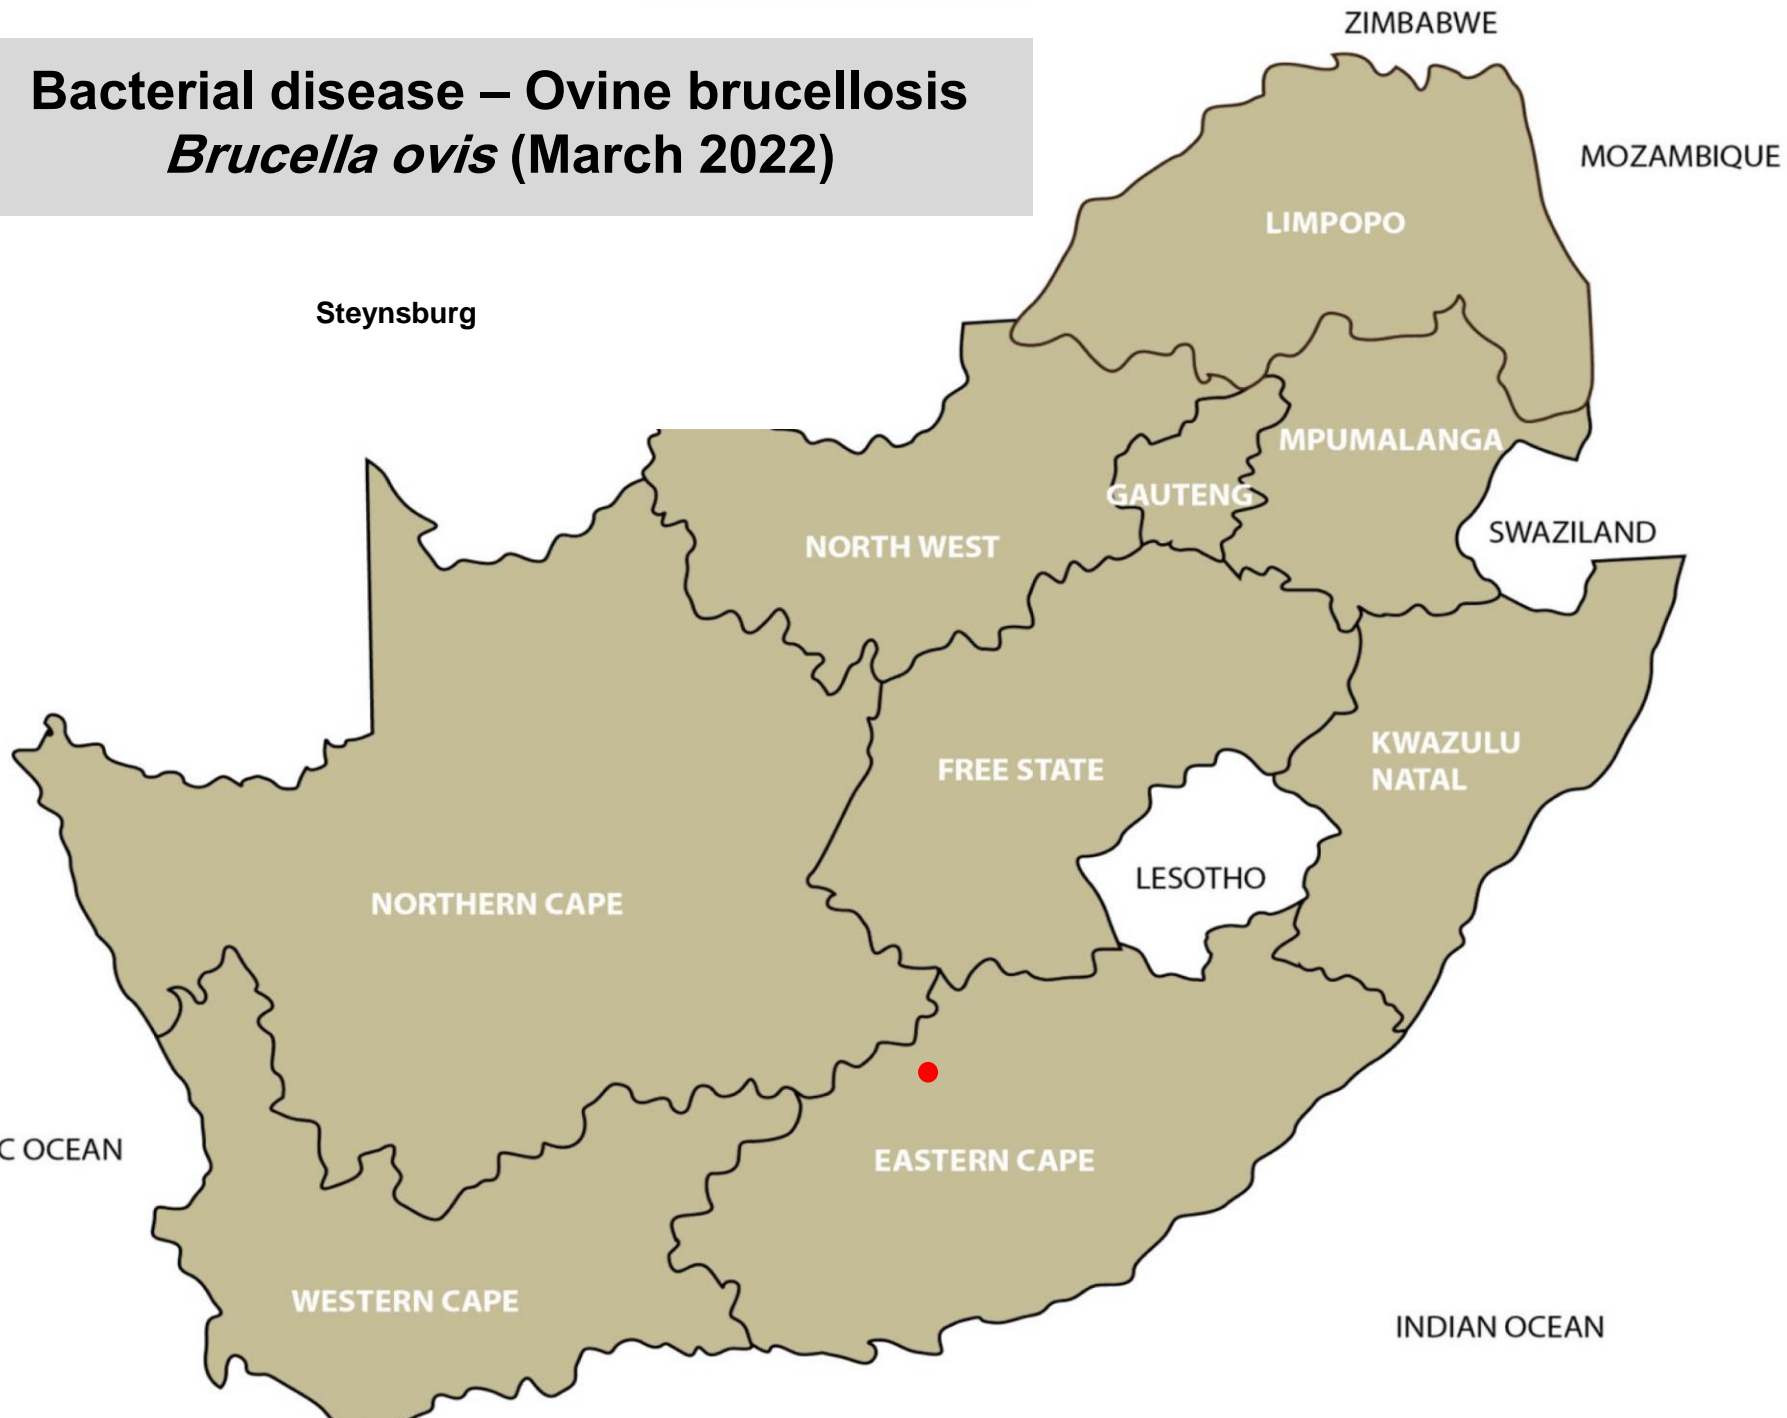 ZIMBABWE
Bacterial disease – Ovine brucellosis
Brucella ovis (March 2022)
MOZAMBIQUE
LIMPOPO
Steynsburg
MPUMALANGA
GAUTENG
SWAZILAND
NORTH WEST
KWAZULU
NATAL
FREE STATE
LESOTHO
NORTHERN CAPE
C OCEAN
EASTERN CAPE
WESTERN CAPE
INDIAN OCEAN